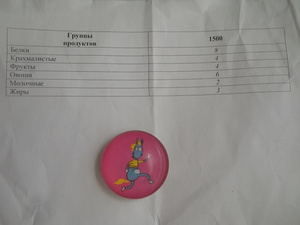 Группы продуктов 1500
Белки 8
Крахмалистые 4
Фрукты 4
Овощи 6
Молочные 2
Жиры 3